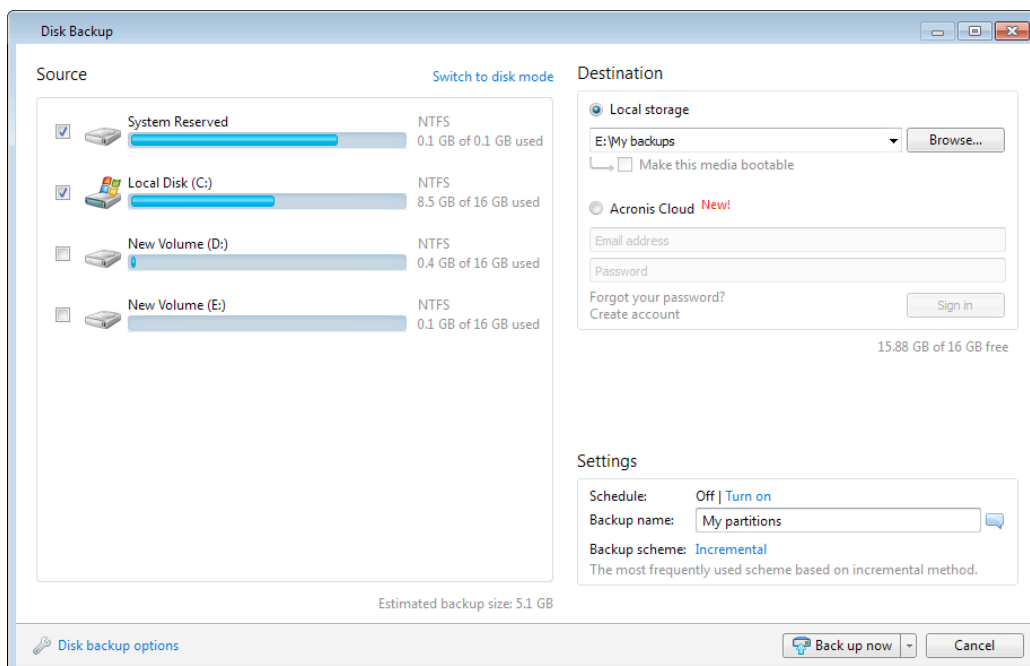 Disk Backup
Source
Switch to disk mode
System Reserved
NTFS
0.1 GB of 0.1 GB used
Local Disk (C:)
NTFS
8.5 GB of 16 GB used
New Volume (D:)
NTFS
0.4 GB of 16 GB used
New Volume (E:)
NTFS
0.1 GB of 16 GB used
Estimated backup size: 5.1 GB
Destination
Local storage
E:\My backups
Browse...
Make this media bootable
Acronis Cloud New!
Email address
Password
Forgot your password?
Create account
Sign in
15.88 GB of 16 GB free
Settings
Schedule: Off | Turn on
Backup name: My partitions
Backup scheme: Incremental
The most frequently used scheme based on incremental method.
Disk backup options
Back up now
Cancel